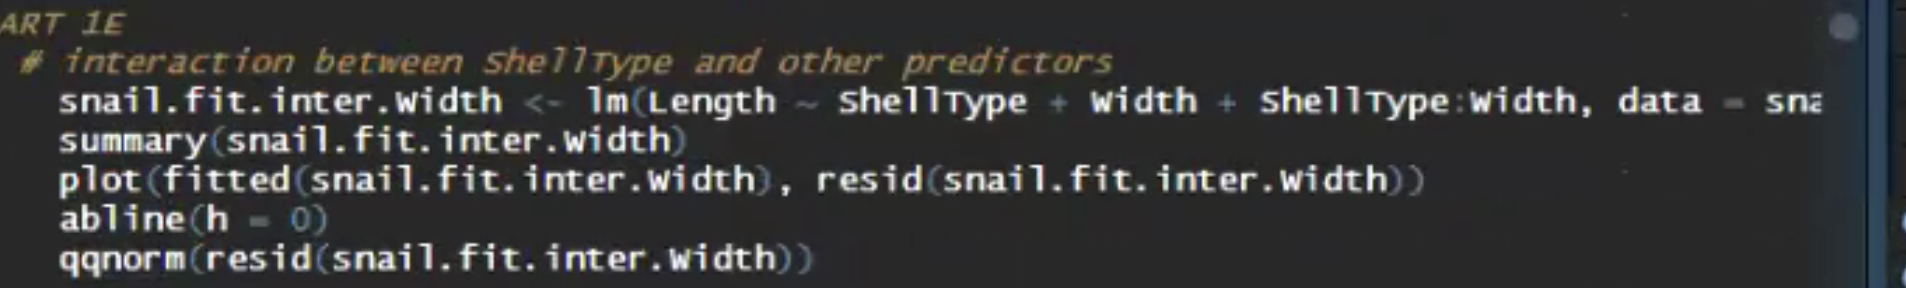 ART 1E
# interaction between ShellType and other predictors
snail.fit.inter.Width <- lm(Length ~ ShellType + Width + ShellType:Width, data = sna
summary(snail.fit.inter.Width)
plot(fitted(snail.fit.inter.Width), resid(snail.fit.inter.Width))
abline(h = 0)
qqnorm(resid(snail.fit.inter.Width))